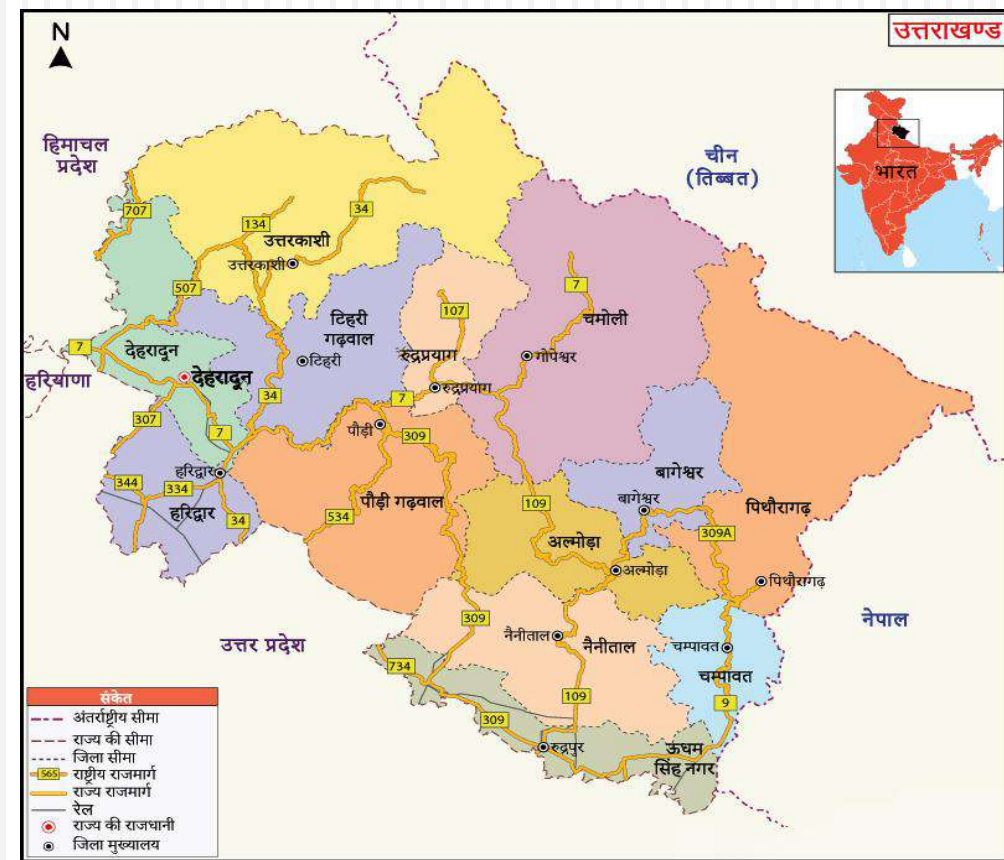 N
उत्तराखण्ड
हिमाचल
प्रदेश
चीन
(तिब्बत)
भारत
707
134
34
उत्तरकाशी
उत्तरकाशी
507
7
107
टिहरी
गढ़वाल
चमोली
7
देहरादून
रुद्रप्रयाग
गोपेश्वर
टिहरी
हरियाणा
देहरादून
रुद्रप्रयाग
34
7
307
7
पौड़ी
309
हरिद्वार
बागेश्वर
344
334
पौड़ी गढ़वाल
बागेश्वर
पिथौरागढ़
हरिद्वार
34
534
109
309A
अल्मोड़ा
अल्मोड़ा
पिथौरागढ़
309
नेपाल
उत्तर प्रदेश
नैनीताल
नैनीताल
चम्पावत
734
चम्पावत
109
9
309
रुद्रपुर
ऊधम
सिंह नगर
संकेत
अंतर्राष्ट्रीय सीमा
राज्य की सीमा
जिला सीमा
565 राष्ट्रीय राजमार्ग
राज्य राजमार्ग
रेल
राज्य की राजधानी
जिला मुख्यालय